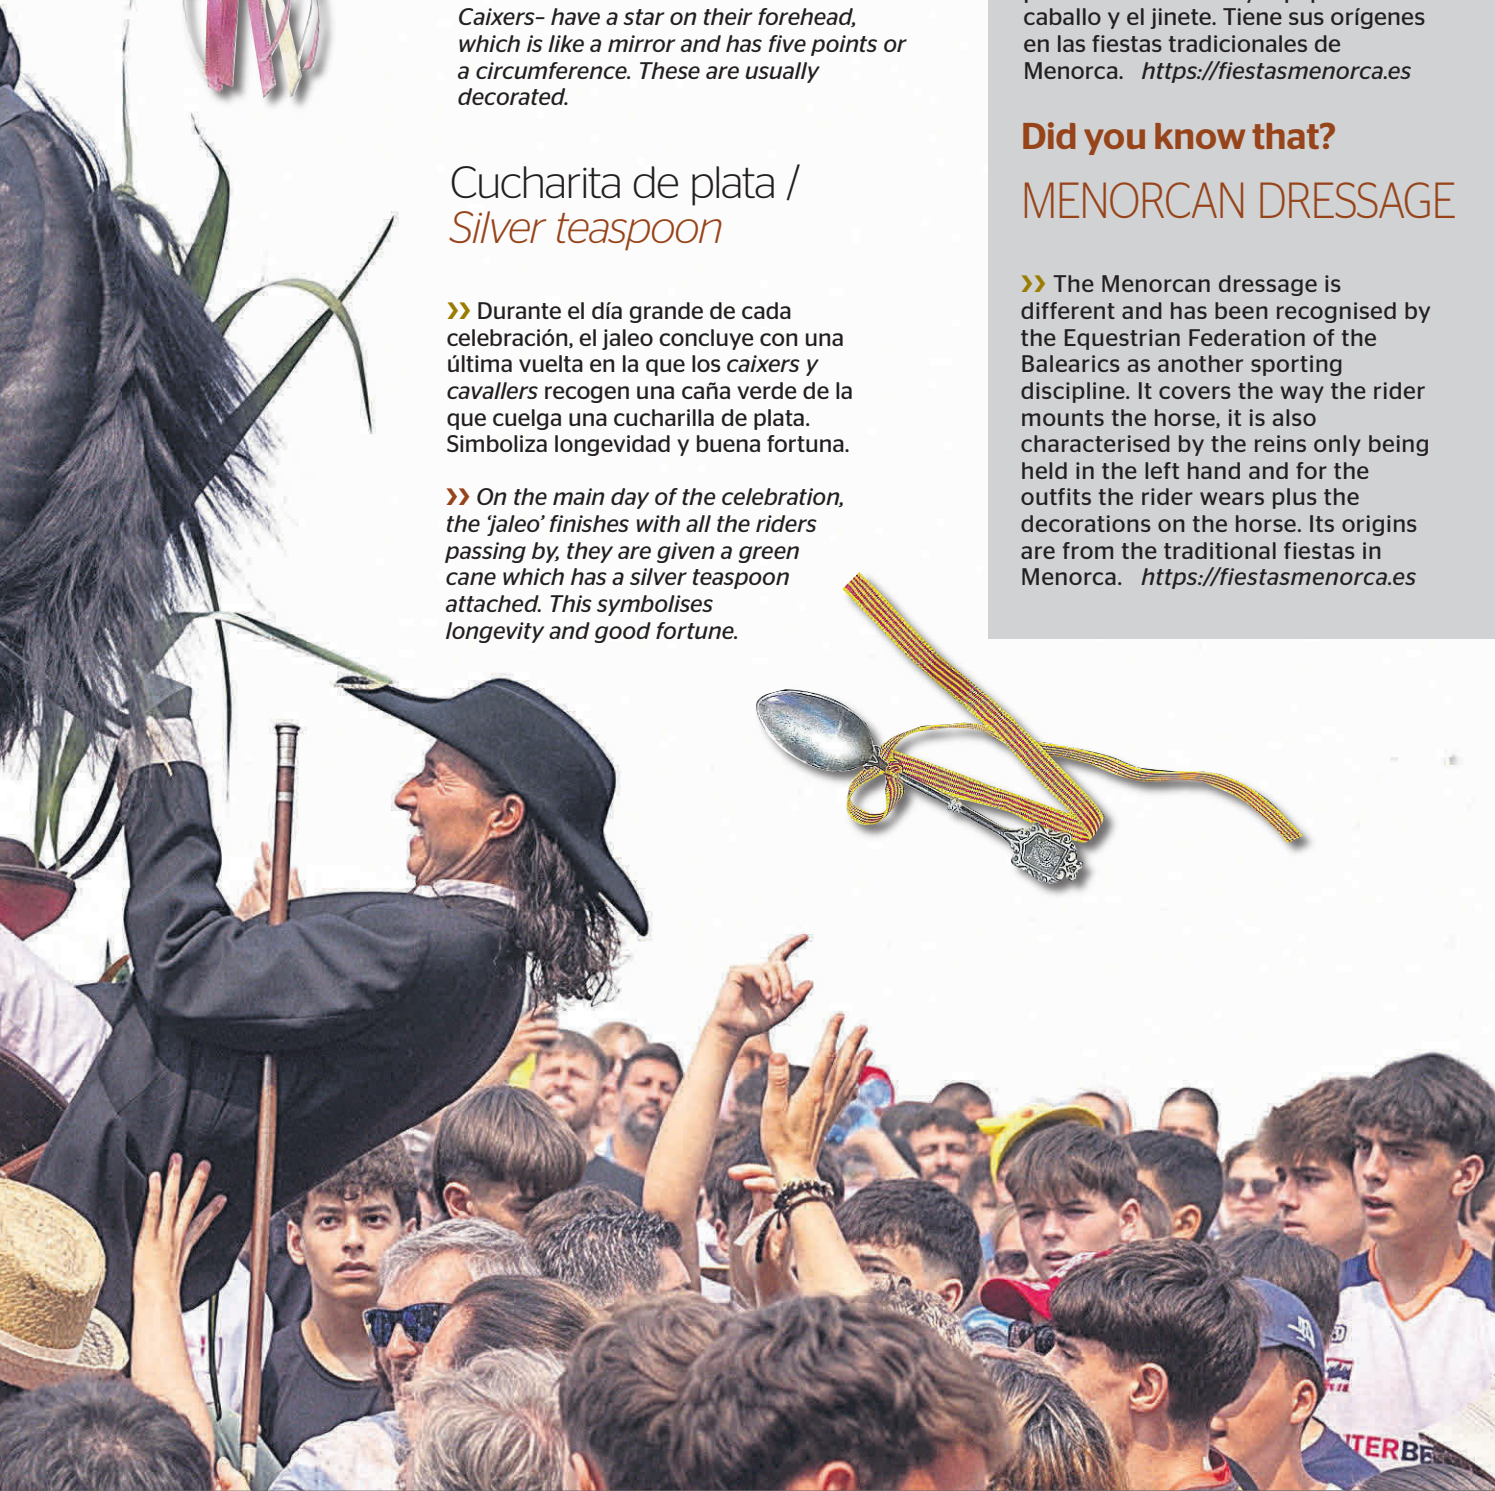 Caixers– have a star on their forehead,
which is like a mirror and has five points or
a circumference. These are usually
decorated.
Cucharita de plata /
Silver teaspoon
›› Durante el día grande de cada
celebración, el jaleo concluye con una
última vuelta en la que los caixers y
cavallers recogen una caña verde de la
que cuelga una cucharilla de plata.
Simboliza longevidad y buena fortuna.
›› On the main day of the celebration,
the ‘jaleo’ finishes with all the riders
passing by, they are given a green
cane which has a silver teaspoon
attached. This symbolises
longevity and good fortune.
caballo y el jinete. Tiene sus orígenes
en las fiestas tradicionales de
Menorca. https://fiestasmenorca.es
Did you know that?
MENORCAN DRESSAGE
›› The Menorcan dressage is
different and has been recognised by
the Equestrian Federation of the
Balearics as another sporting
discipline. It covers the way the rider
mounts the horse, it is also
characterised by the reins only being
held in the left hand and for the
outfits the rider wears plus the
decorations on the horse. Its origins
are from the traditional fiestas in
Menorca. https://fiestasmenorca.es